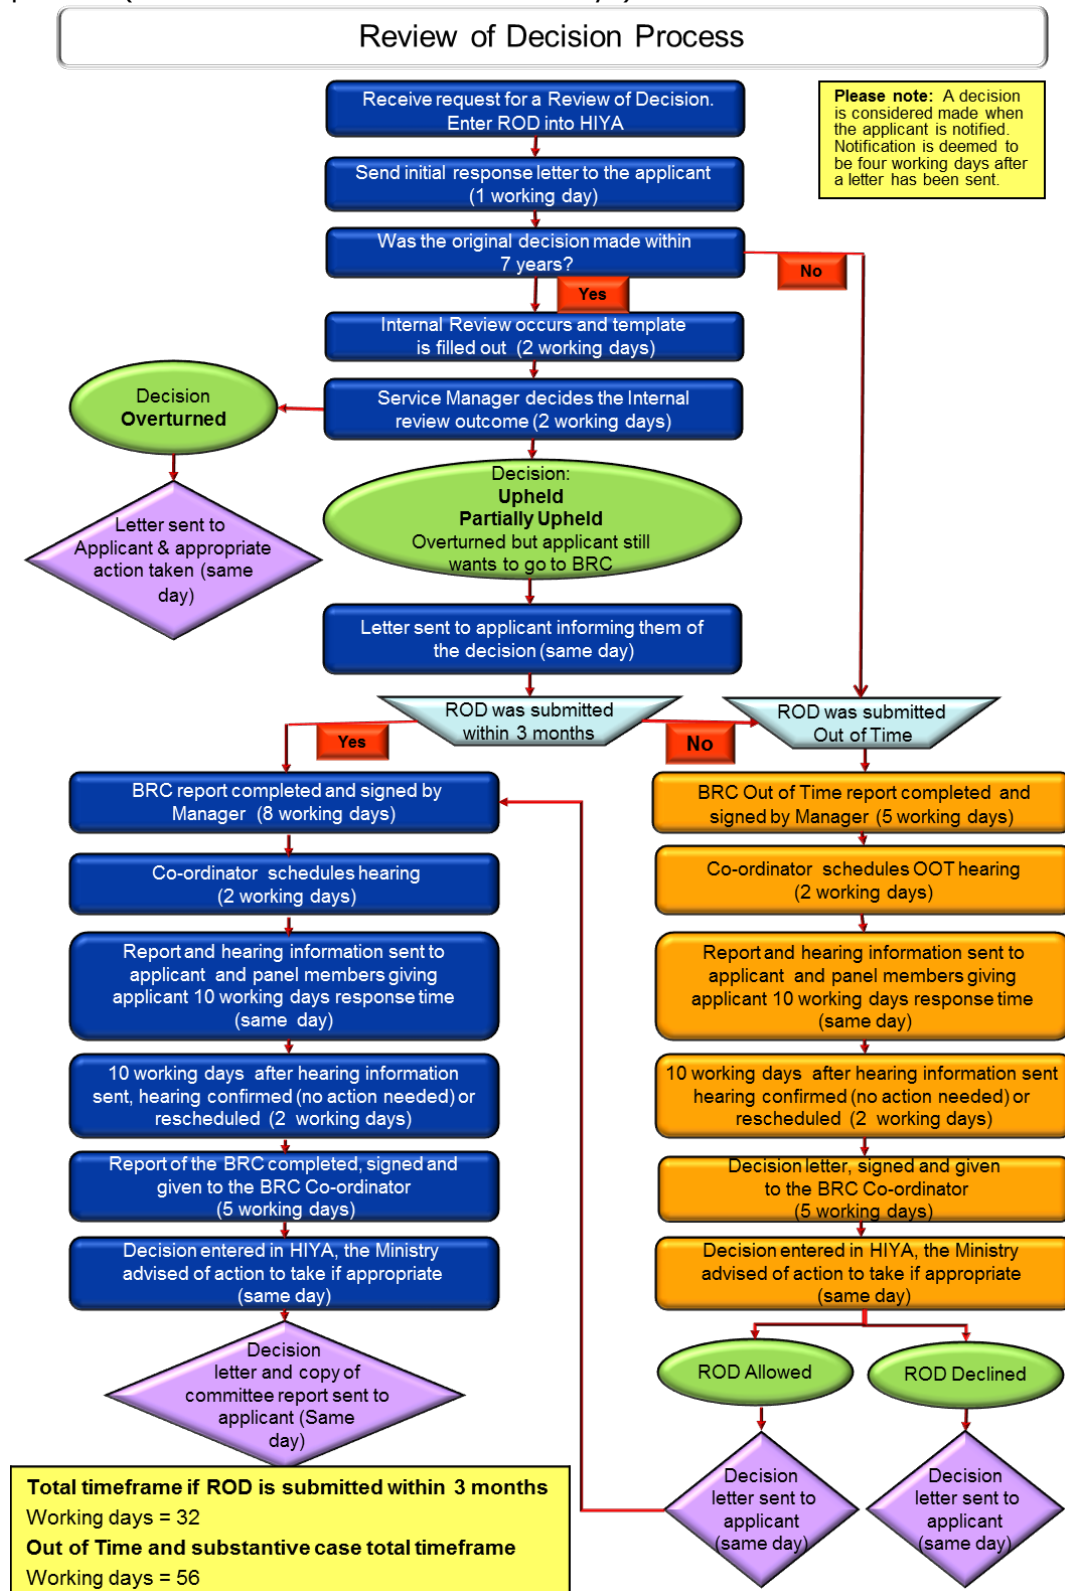 Review of Decision Process
Receive request for a Review of Decision.
Enter ROD into HIYA
Please note: A decision
is considered made when
the applicant is notified.
Notification is deemed to
be four working days after
a letter has been sent.
Send initial response letter to the applicant
(1 working day)
Was the original decision made within
7 years?
No
Yes
Internal Review occurs and template
is filled out (2 working days)
Service Manager decides the Internal
review outcome (2 working days)
Decision
Overturned
Letter sent to
Applicant & appropriate
action taken (same
day)
Decision:
Upheld
Partially Upheld
Overturned but applicant still
wants to go to BRC
Letter sent to applicant informing them of
the decision (same day)
ROD was submitted
within 3 months
Yes
No
ROD was submitted
Out of Time
BRC report completed and signed by
Manager (8 working days)
Co-ordinator schedules hearing
(2 working days)
Report and hearing information sent to
applicant and panel members giving
applicant 10 working days response time
(same day)
10 working days after hearing information
sent, hearing confirmed (no action needed) or
rescheduled (2 working days)
Report of the BRC completed, signed and
given to the BRC Co-ordinator
(5 working days)
Decision entered in HIYA, the Ministry
advised of action to take if appropriate
(same day)
Decision
letter and copy of
committee report sent to
applicant (Same
day)
BRC Out of Time report completed and
signed by Manager (5 working days)
Co-ordinator schedules OOT hearing
(2 working days)
Report and hearing information sent to
applicant and panel members giving
applicant 10 working days response time
(same day)
10 working days after hearing information sent
hearing confirmed (no action needed) or
rescheduled (2 working days)
Decision letter, signed and given
to the BRC Co-ordinator
(5 working days)
Decision entered in HIYA, the Ministry
advised of action to take if appropriate
(same day)
ROD Allowed
ROD Declined
Decision
letter sent to
applicant
(same day)
Decision
letter sent to
applicant
(same day)
Total timeframe if ROD is submitted within 3 months
Working days = 32
Out of Time and substantive case total timeframe
Working days = 56